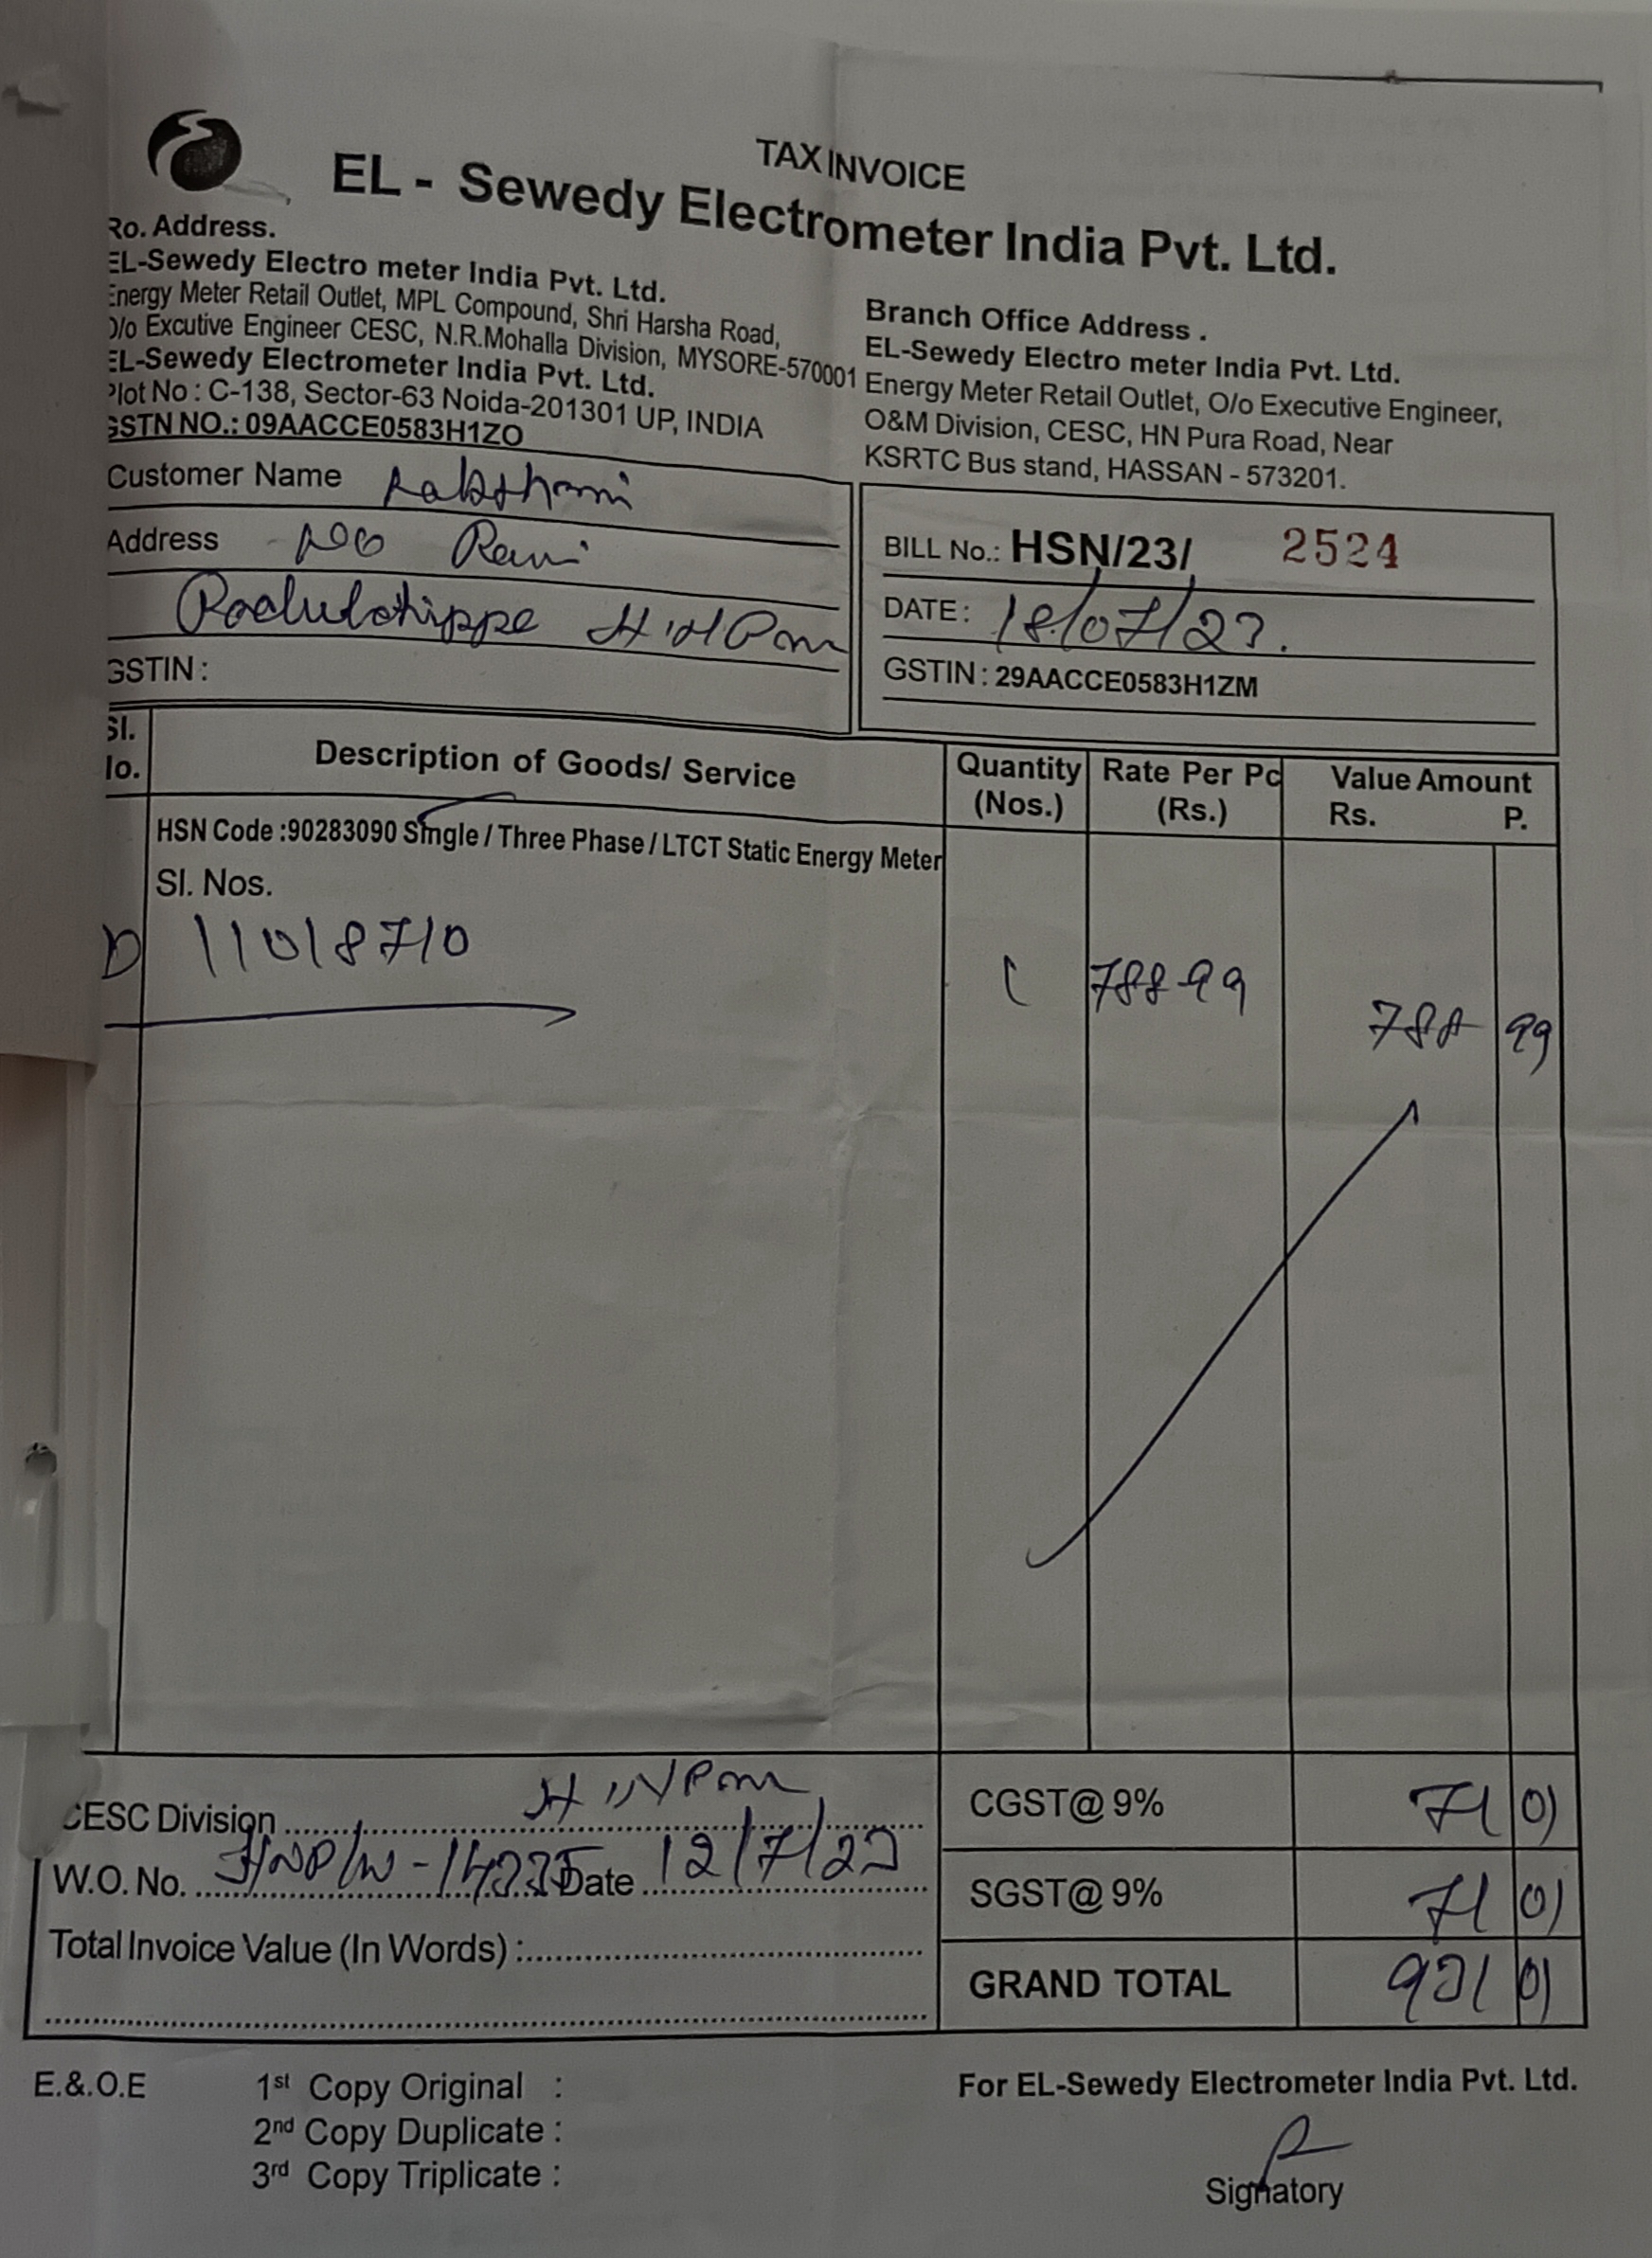 TAX INVOICE
EL - Sewedy Electrometer India Pvt. Ltd.
Ro. Address.
EL-Sewedy Electro meter India Pvt. Ltd.
Energy Meter Retail Outlet, MPL Compound, Shri Harsha Road,
O/o Excutive Engineer CESC, N.R.Mohalla Division, MYSORE-570001
EL-Sewedy Electrometer India Pvt. Ltd.
Plot No : C-138, Sector-63 Noida-201301 UP, INDIA
GSTN NO.: 09AACCE0583H1ZO
Branch Office Address .
EL-Sewedy Electro meter India Pvt. Ltd.
Energy Meter Retail Outlet, O/o Executive Engineer,
O&M Division, CESC, HN Pura Road, Near
KSRTC Bus stand, HASSAN - 573201.
Customer Name
Address Ravi
GSTIN :
BILL No.: HSN/23/ 2524
DATE : 18/07/23.
GSTIN : 29AACCE0583H1ZM
Sl. No. Description of Goods/ Service Quantity (Nos.) Rate Per Pc (Rs.) Value Amount Rs. P.
HSN Code :90283090 Single / Three Phase / LTCT Static Energy Meter
Sl. Nos.
11018710 1 788-99 788 99
CESC Division
W.O. No. Date 12/7/23
Total Invoice Value (In Words) :
CGST@ 9% 71 01
SGST@ 9% 71 01
GRAND TOTAL 931 01
E.&.O.E 1st Copy Original :
2nd Copy Duplicate :
3rd Copy Triplicate :
For EL-Sewedy Electrometer India Pvt. Ltd.
Signatory